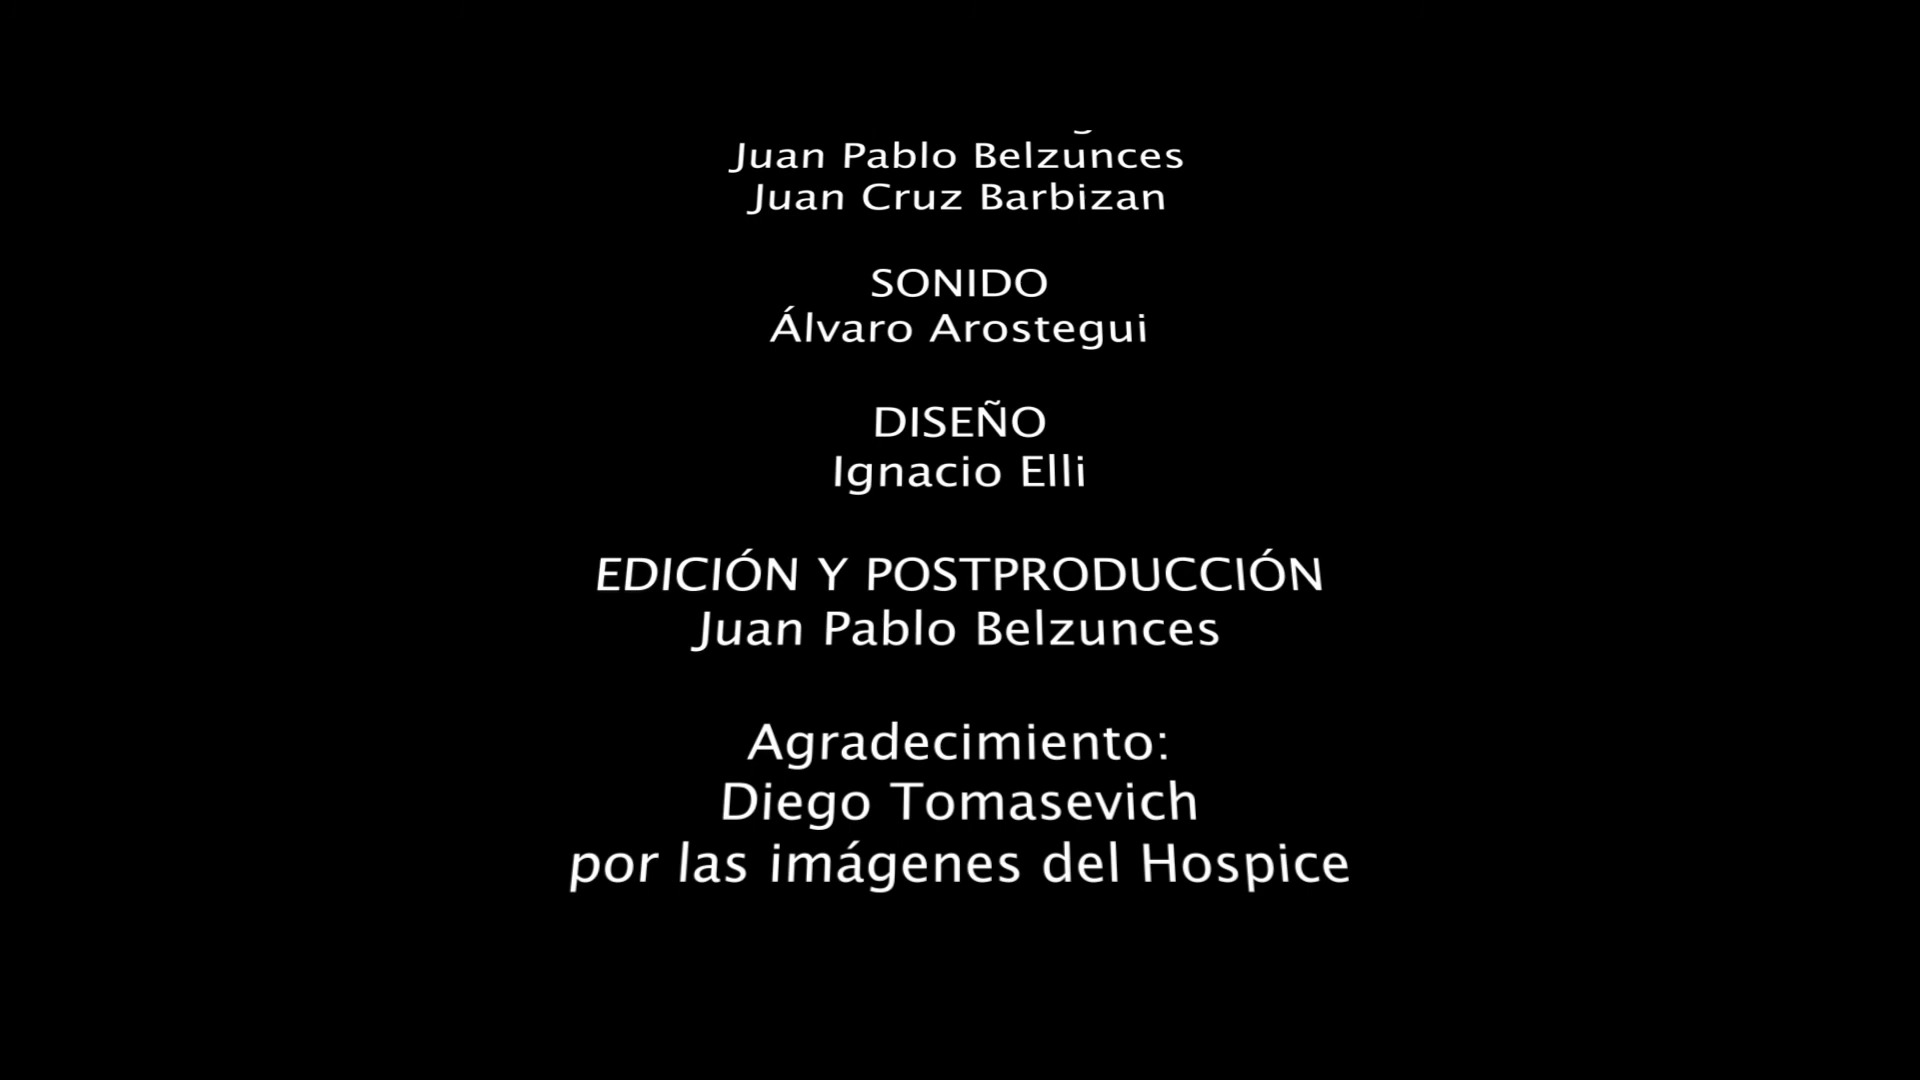 Juan Pablo Belzunces
Juan Cruz Barbizan
SONIDO
Álvaro Arostegui
DISEÑO
Ignacio Elli
EDICIÓN Y POSTPRODUCCIÓN
Juan Pablo Belzunces
Agradecimiento:
Diego Tomasevich
por las imágenes del Hospice